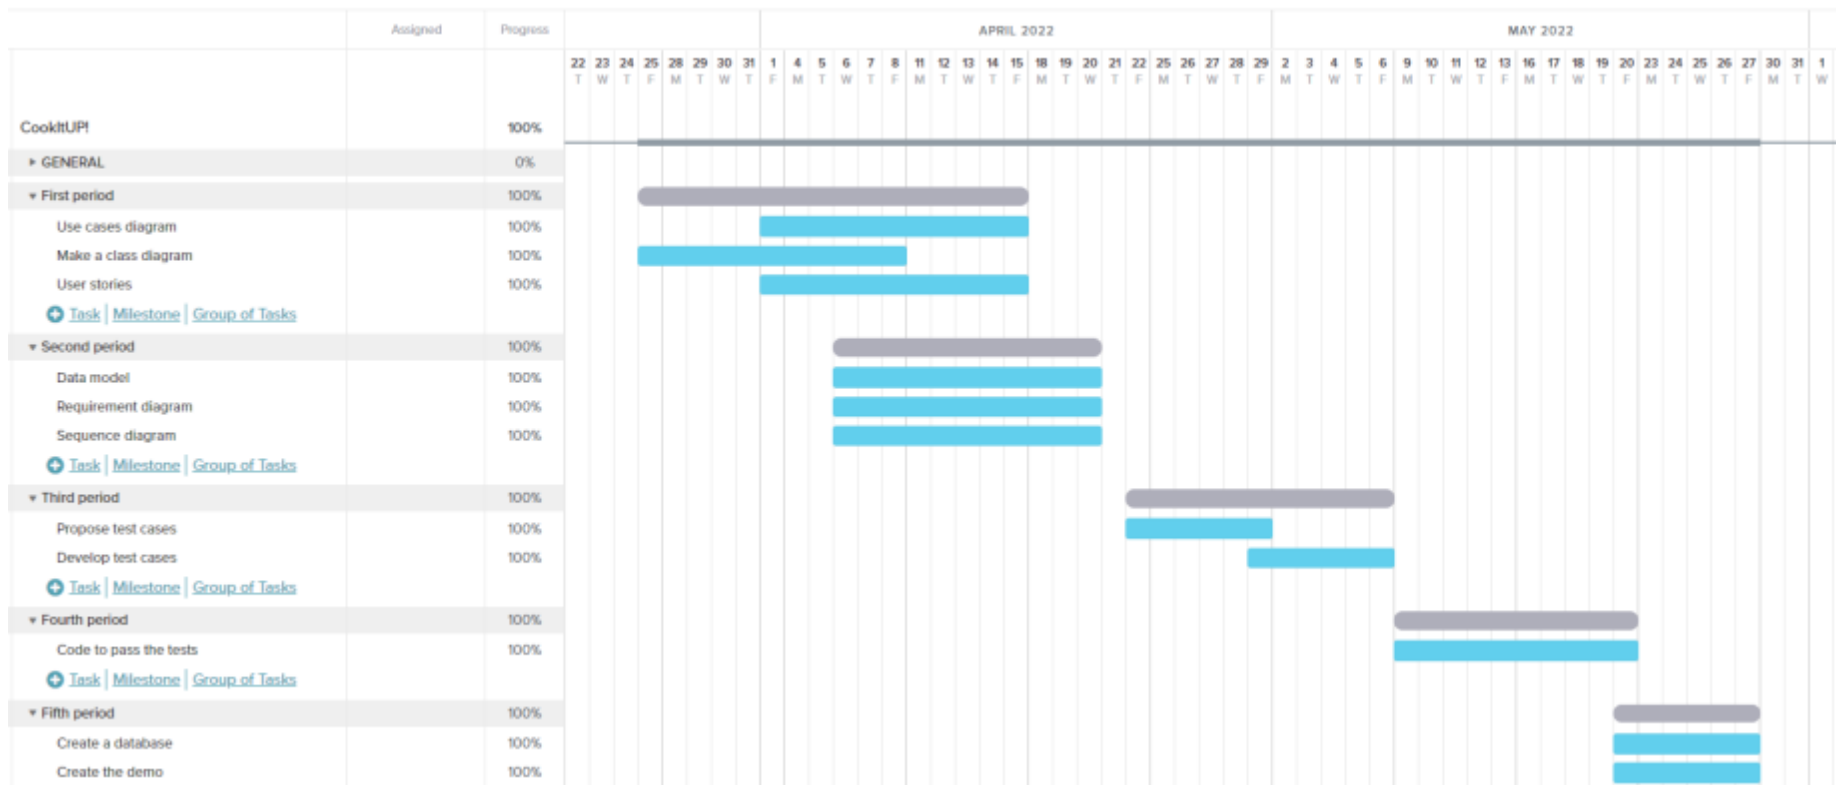 Assigned Progress APRIL 2022 MAY 2022
22 23 24 25 28 29 30 31 1 4 5 6 7 8 11 12 13 14 15 18 19 20 21 22 25 26 27 28 29 2 3 4 5 6 9 10 11 12 13 16 17 18 19 20 23 24 25 26 27 30 31 1
T W T F M T W T F M T W T F M T W T F M T W T F M T W T F M T W T F M T W T F M T W T F M T W T F M T W
CookItUP! 100%
GENERAL 0%
First period 100%
Use cases diagram 100%
Make a class diagram 100%
User stories 100%
Task | Milestone | Group of Tasks
Second period 100%
Data model 100%
Requirement diagram 100%
Sequence diagram 100%
Task | Milestone | Group of Tasks
Third period 100%
Propose test cases 100%
Develop test cases 100%
Task | Milestone | Group of Tasks
Fourth period 100%
Code to pass the tests 100%
Task | Milestone | Group of Tasks
Fifth period 100%
Create a database 100%
Create the demo 100%